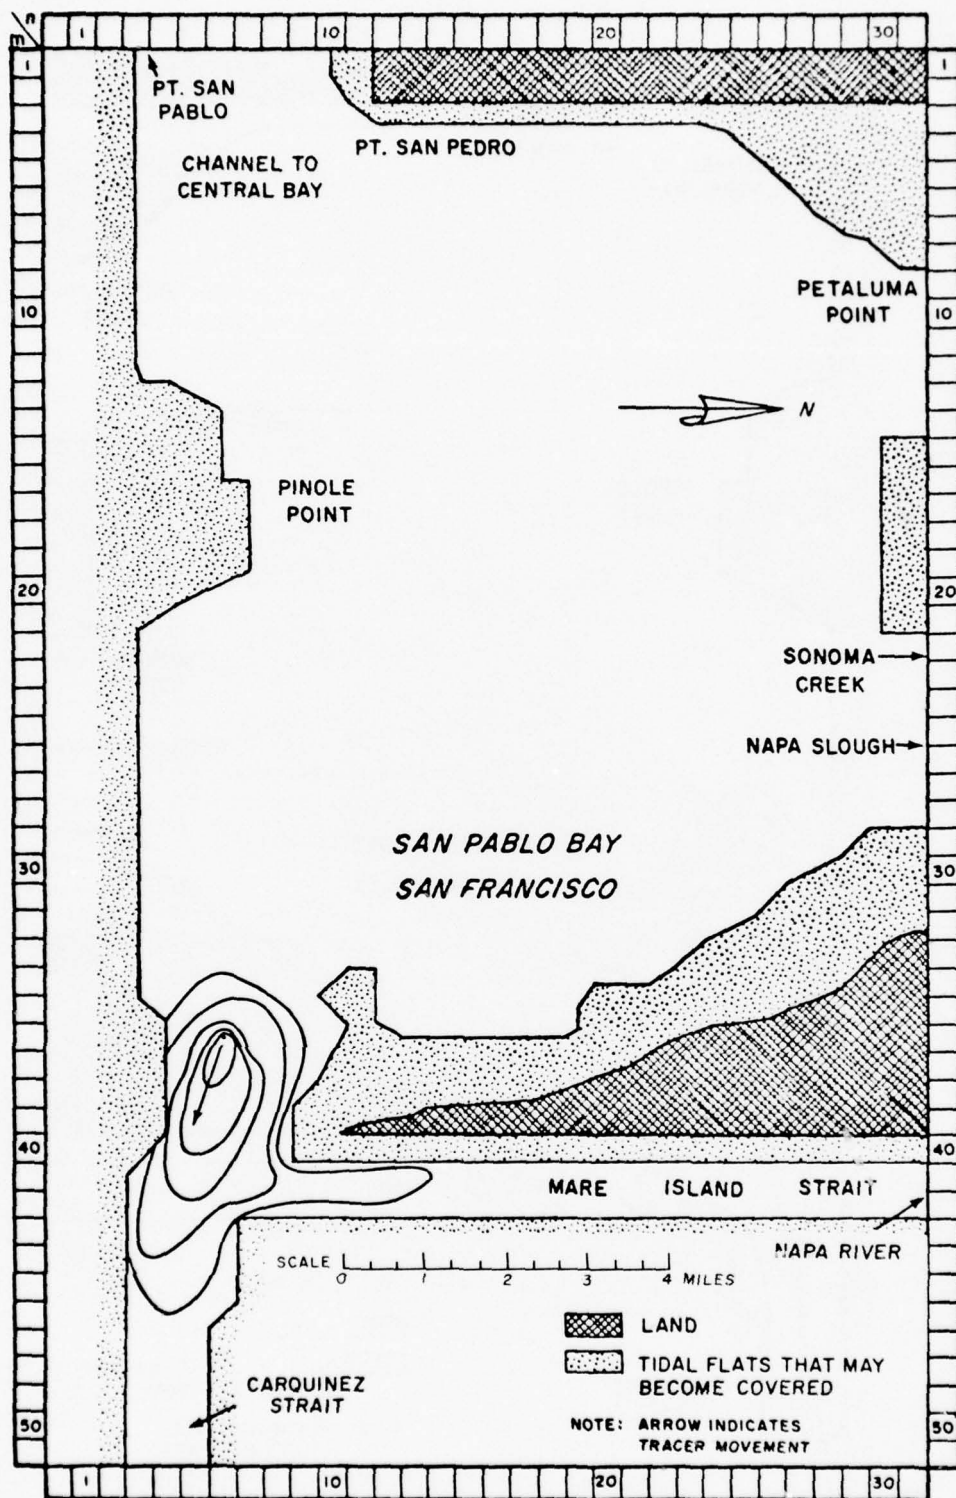 n
m
1
10
20
30
1
1
PT. SAN
PABLO
PT. SAN PEDRO
CHANNEL TO
CENTRAL BAY
PETALUMA
POINT
10
10
N
PINOLE
POINT
20
20
SONOMA
CREEK
NAPA SLOUGH
SAN PABLO BAY
SAN FRANCISCO
30
30
40
40
MARE ISLAND STRAIT
NAPA RIVER
SCALE
0 1 2 3 4 MILES
LAND
TIDAL FLATS THAT MAY
BECOME COVERED
CARQUINEZ
STRAIT
NOTE: ARROW INDICATES
TRACER MOVEMENT
50
50
1
20
30